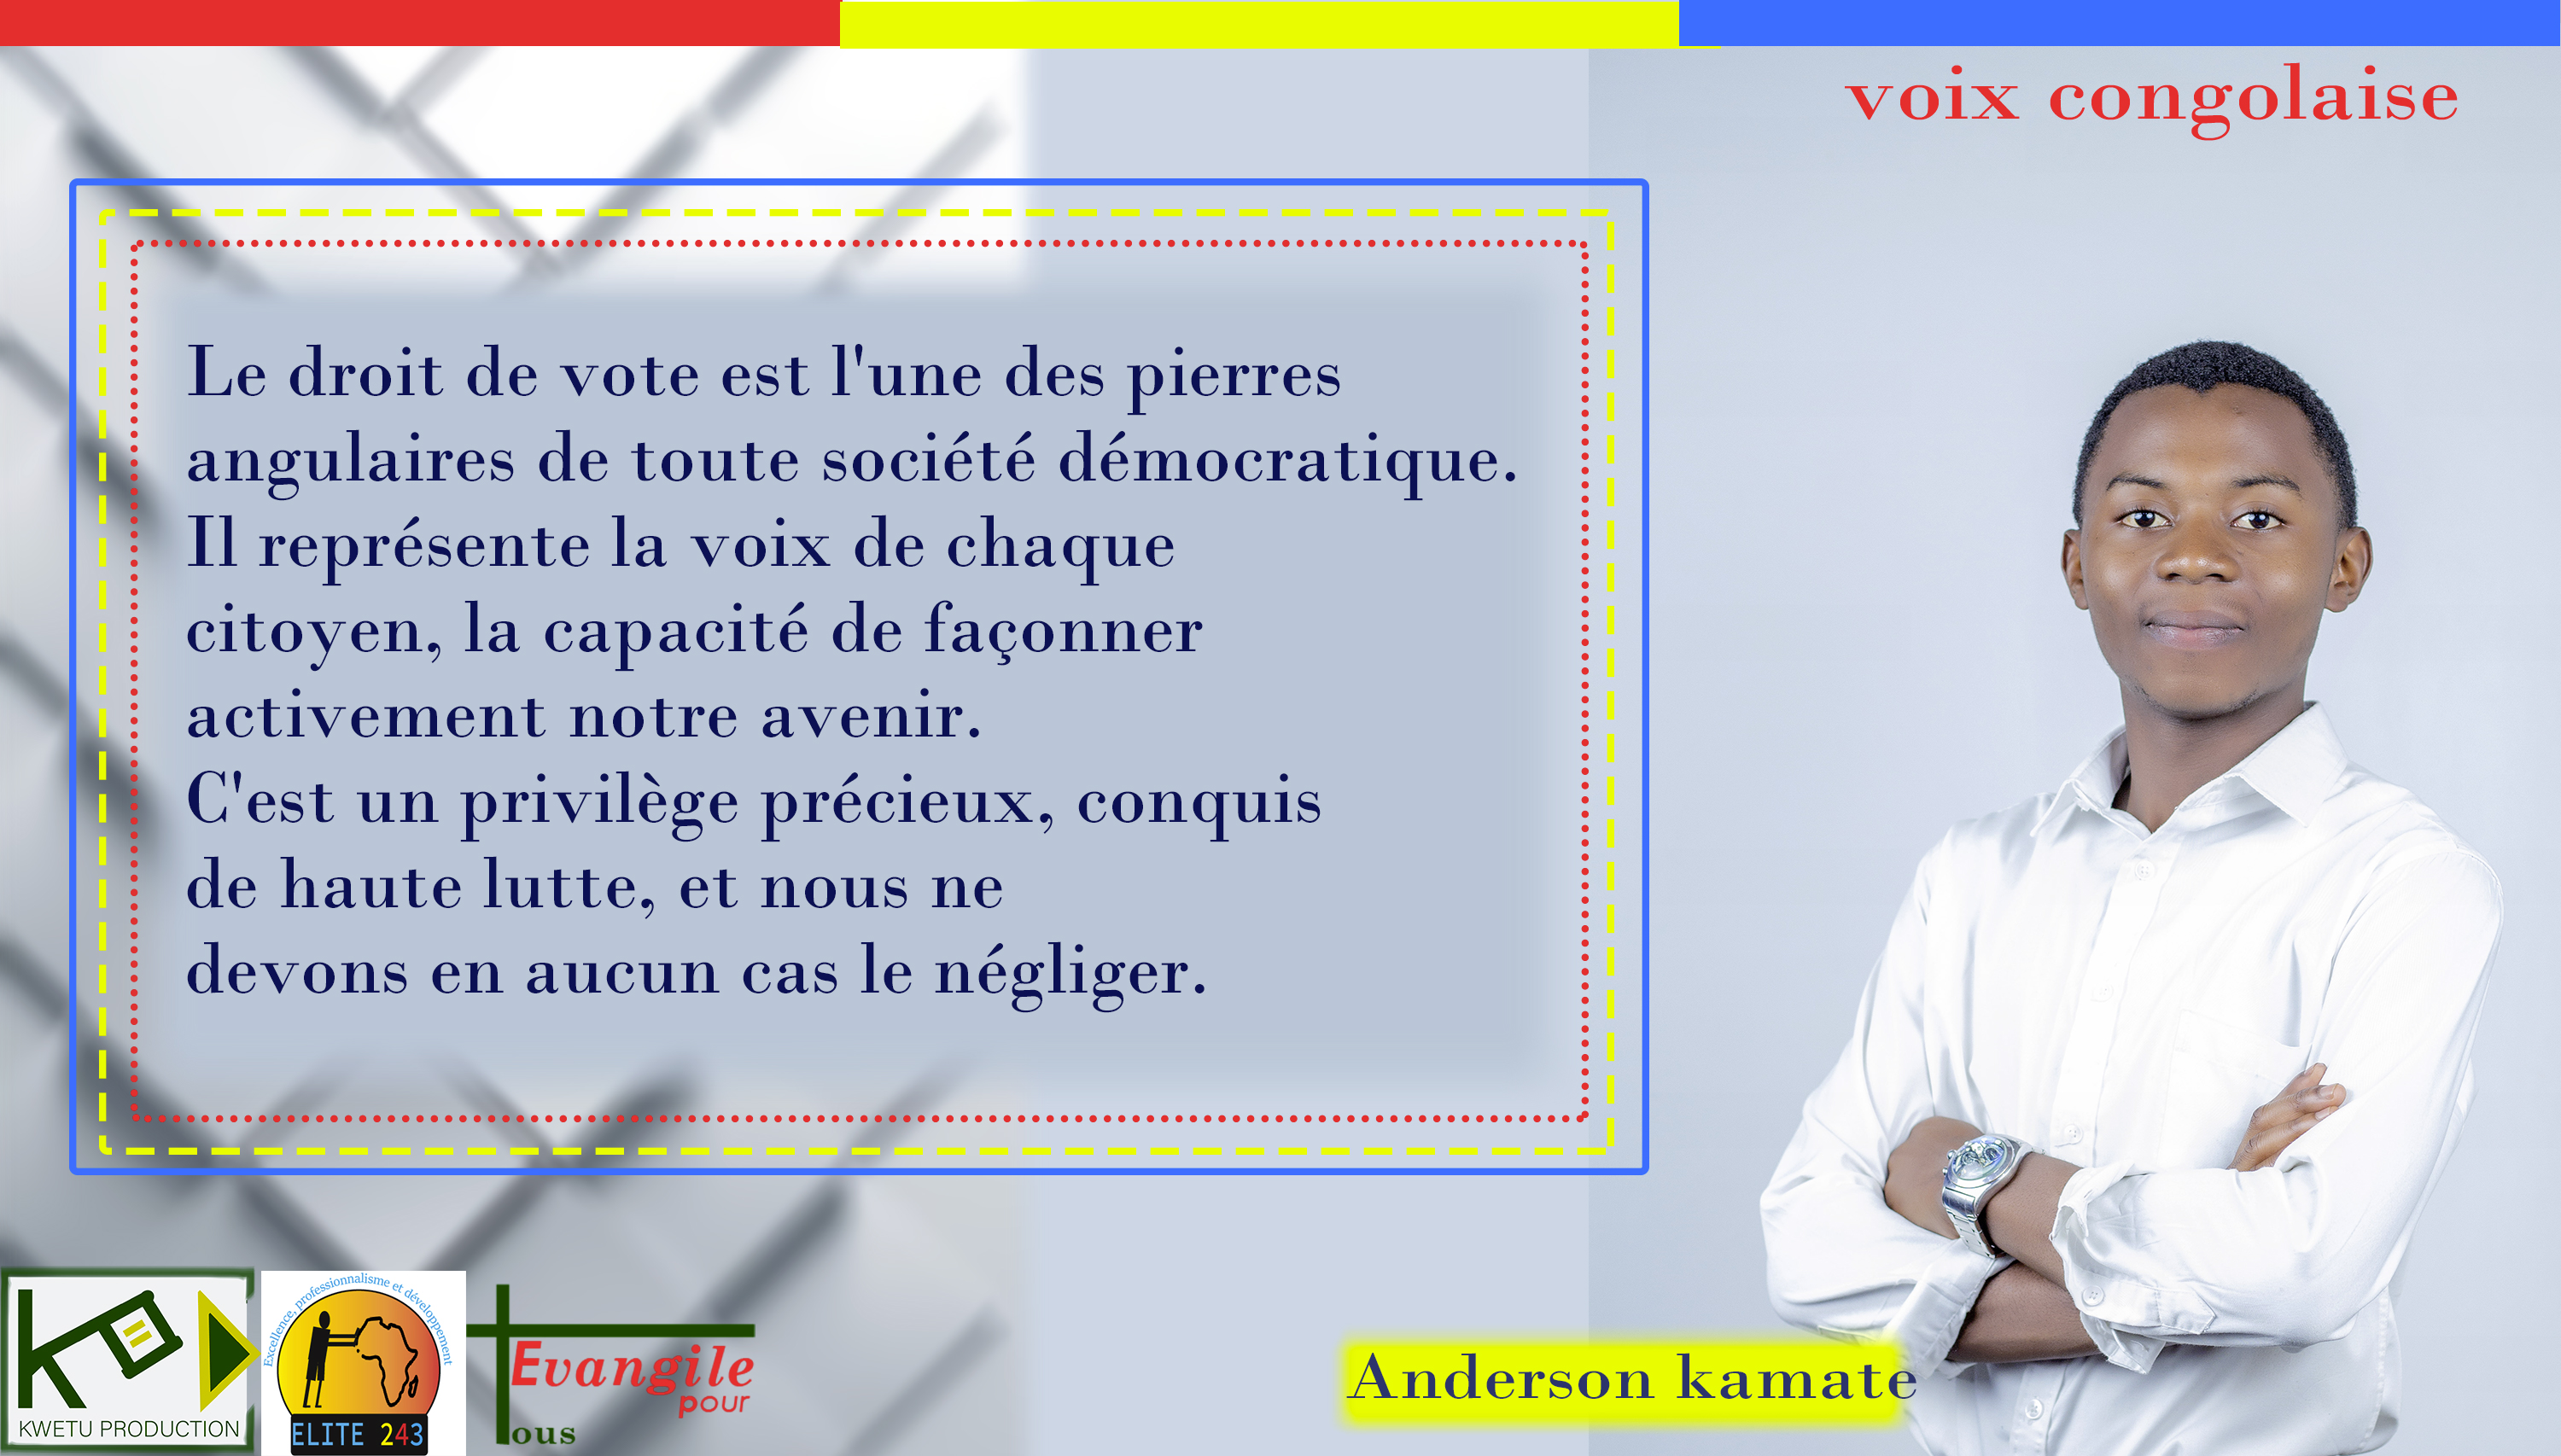 voix congolaise
Le droit de vote est l'une des pierres
angulaires de toute société démocratique.
Il représente la voix de chaque
citoyen, la capacité de façonner
activement notre avenir.
C'est un privilège précieux, conquis
de haute lutte, et nous ne
devons en aucun cas le négliger.
Anderson kamate
KWETU PRODUCTION
Excellence, professionnalisme et développement
ELITE 243
Evangile
pour
tous